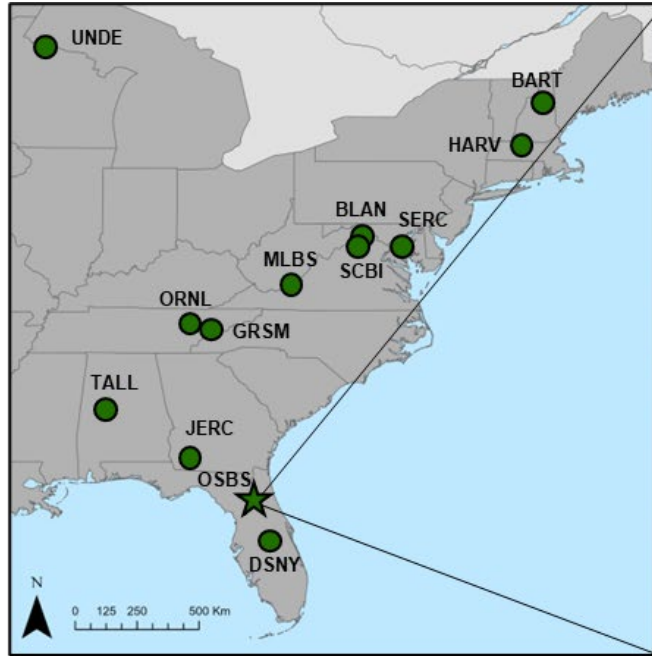 UNDE
BART
HARV
BLAN
SERC
MLBS
SCBI
ORNL
GRSM
TALL
JERC
OSBS
DSNY
N
0 125 250 500 Km